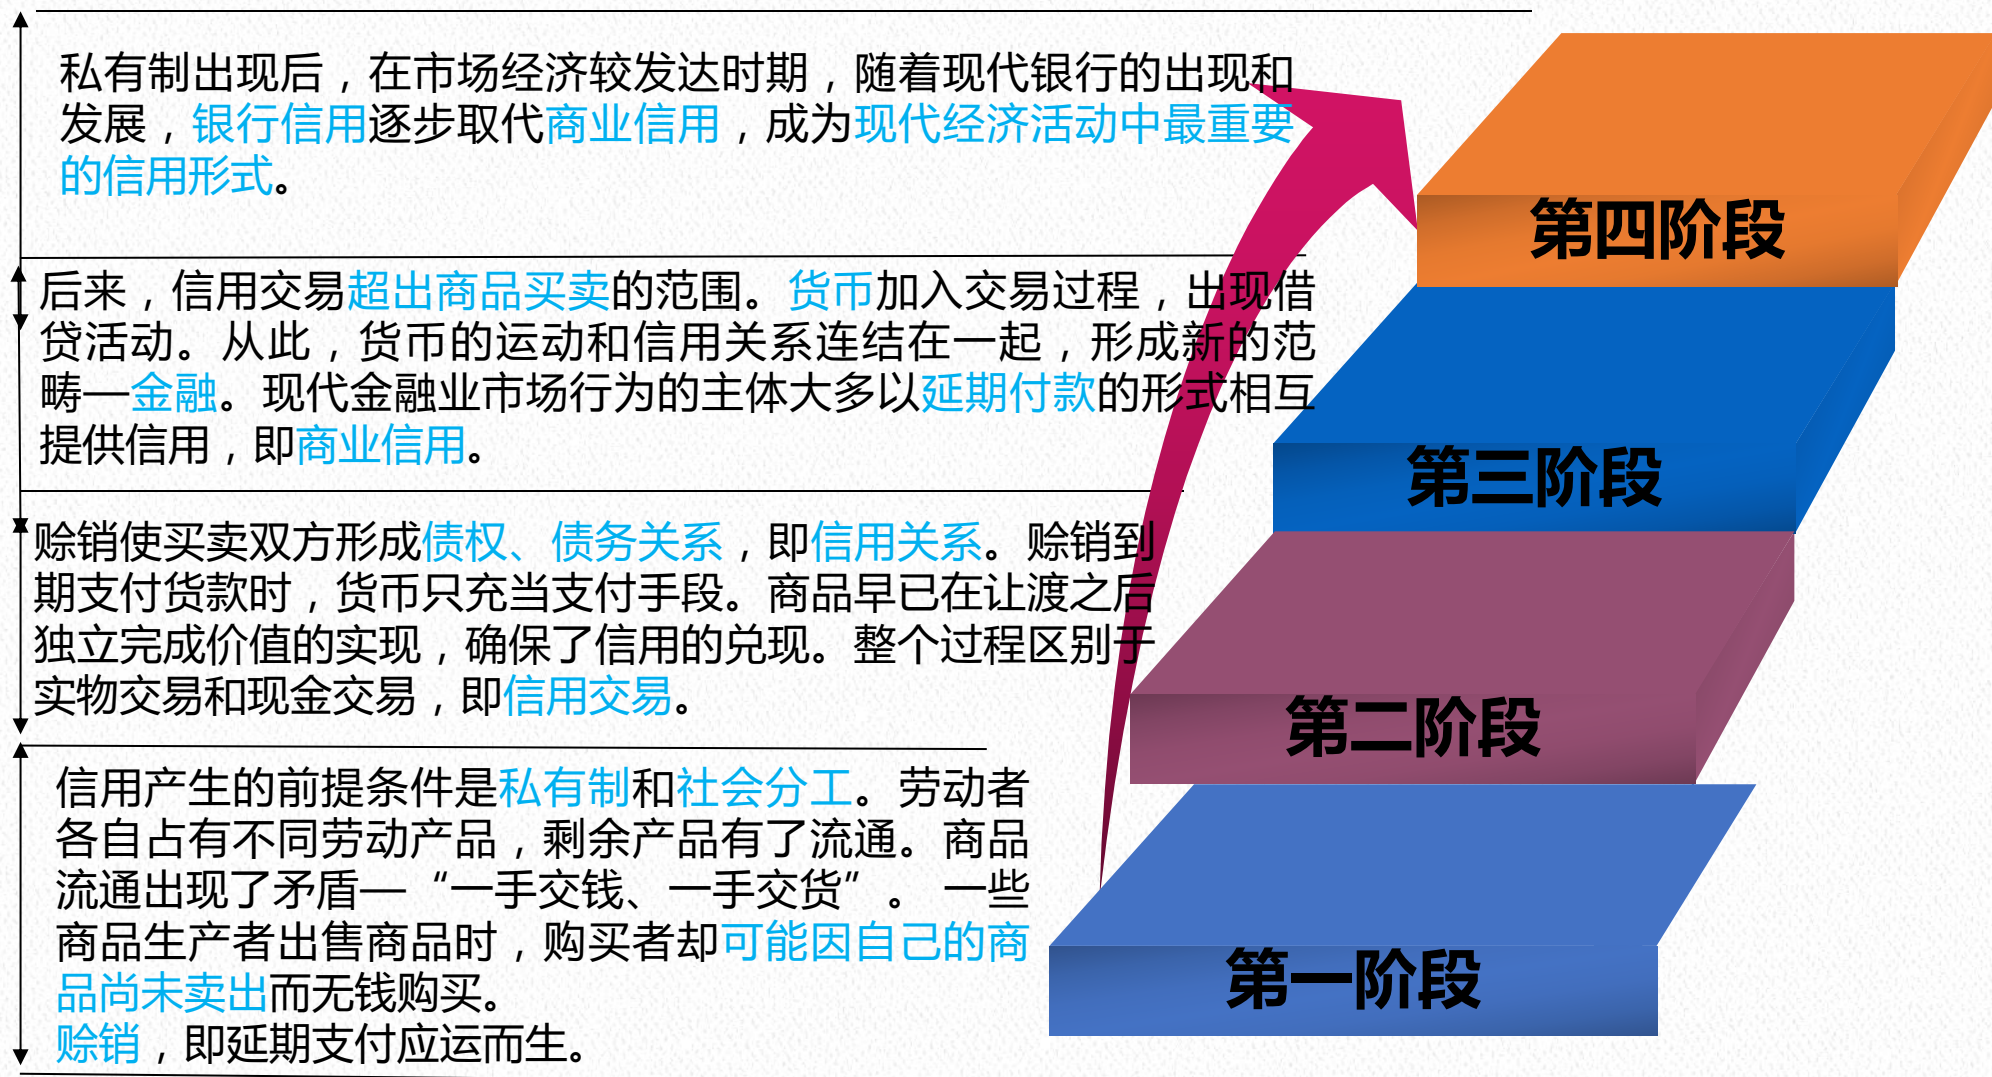 私有制出现后，在市场经济较发达时期，随着现代银行的出现和
发展，银行信用逐步取代商业信用，成为现代经济活动中最重要
的信用形式。
第四阶段
后来，信用交易超出商品买卖的范围。货币加入交易过程，出现借
贷活动。从此，货币的运动和信用关系连结在一起，形成新的范
畴—金融。现代金融业市场行为的主体大多以延期付款的形式相互
提供信用，即商业信用。
第三阶段
赊销使买卖双方形成债权、债务关系，即信用关系。赊销到
期支付货款时，货币只充当支付手段。商品早已在让渡之后
独立完成价值的实现，确保了信用的兑现。整个过程区别于
实物交易和现金交易，即信用交易。
第二阶段
信用产生的前提条件是私有制和社会分工。劳动者
各自占有不同劳动产品，剩余产品有了流通。商品
流通出现了矛盾—“一手交钱、一手交货”。一些
商品生产者出售商品时，购买者却可能因自己的商
品尚未卖出而无钱购买。
赊销，即延期支付应运而生。
第一阶段